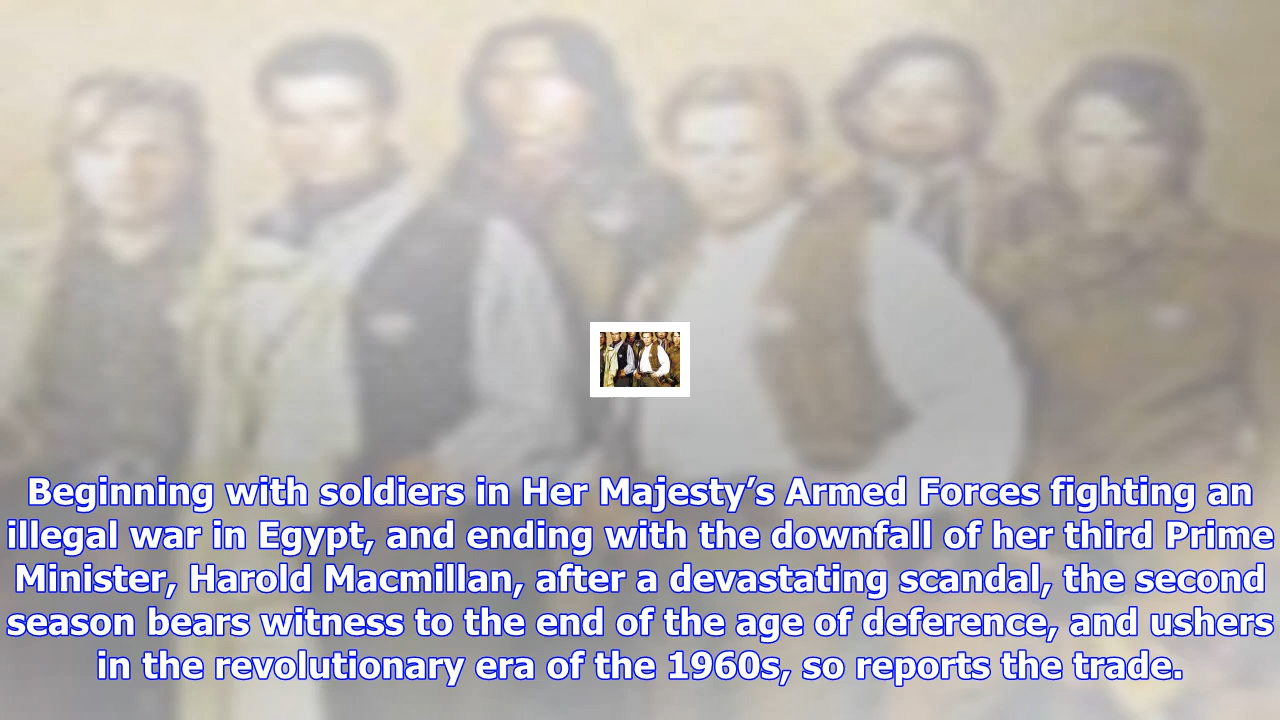 Beginning with soldiers in Her Majesty’s Armed Forces fighting an
illegal war in Egypt, and ending with the downfall of her third Prime
Minister, Harold Macmillan, after a devastating scandal, the second
season bears witness to the end of the age of deference, and ushers
in the revolutionary era of the 1960s, so reports the trade.